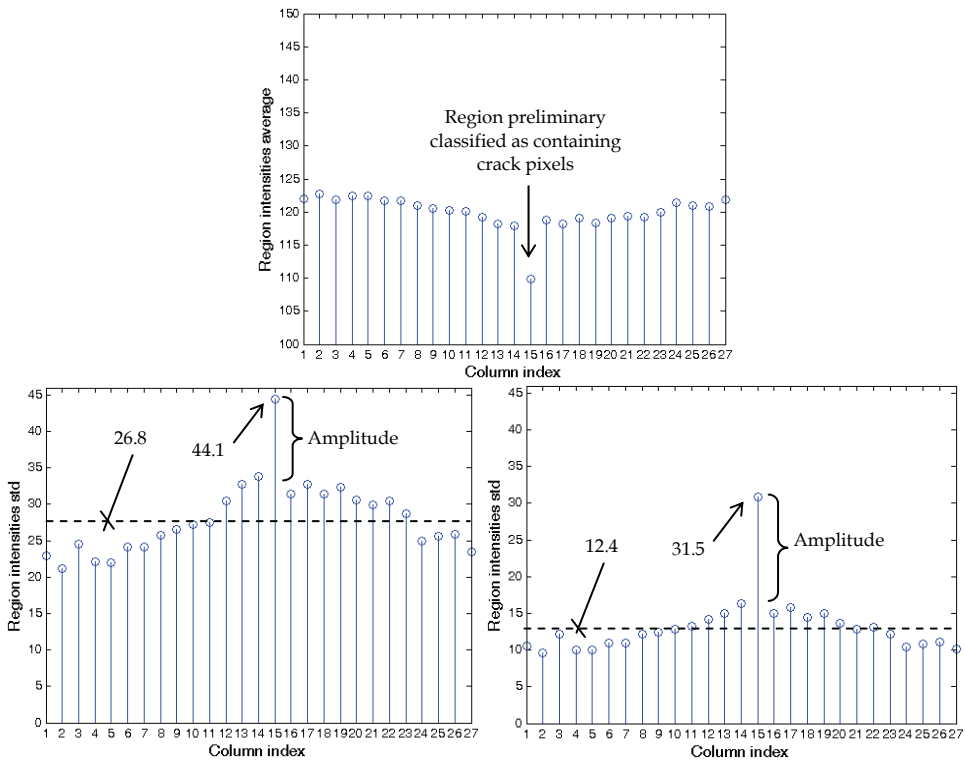 150
145
140
135
130
125
120
115
110
105
100
Region intensities average
Region preliminary
classified as containing
crack pixels
1 2 3 4 5 6 7 8 9 10 11 12 13 14 15 16 17 18 19 20 21 22 23 24 25 26 27
Column index
45
40
35
30
25
20
15
10
5
0
Region intensities std
26.8
44.1
Amplitude
1 2 3 4 5 6 7 8 9 10 11 12 13 14 15 16 17 18 19 20 21 22 23 24 25 26 27
Column index
45
40
35
30
25
20
15
10
5
0
Region intensities std
12.4
31.5
Amplitude
1 2 3 4 5 6 7 8 9 10 11 12 13 14 15 16 17 18 19 20 21 22 23 24 25 26 27
Column index